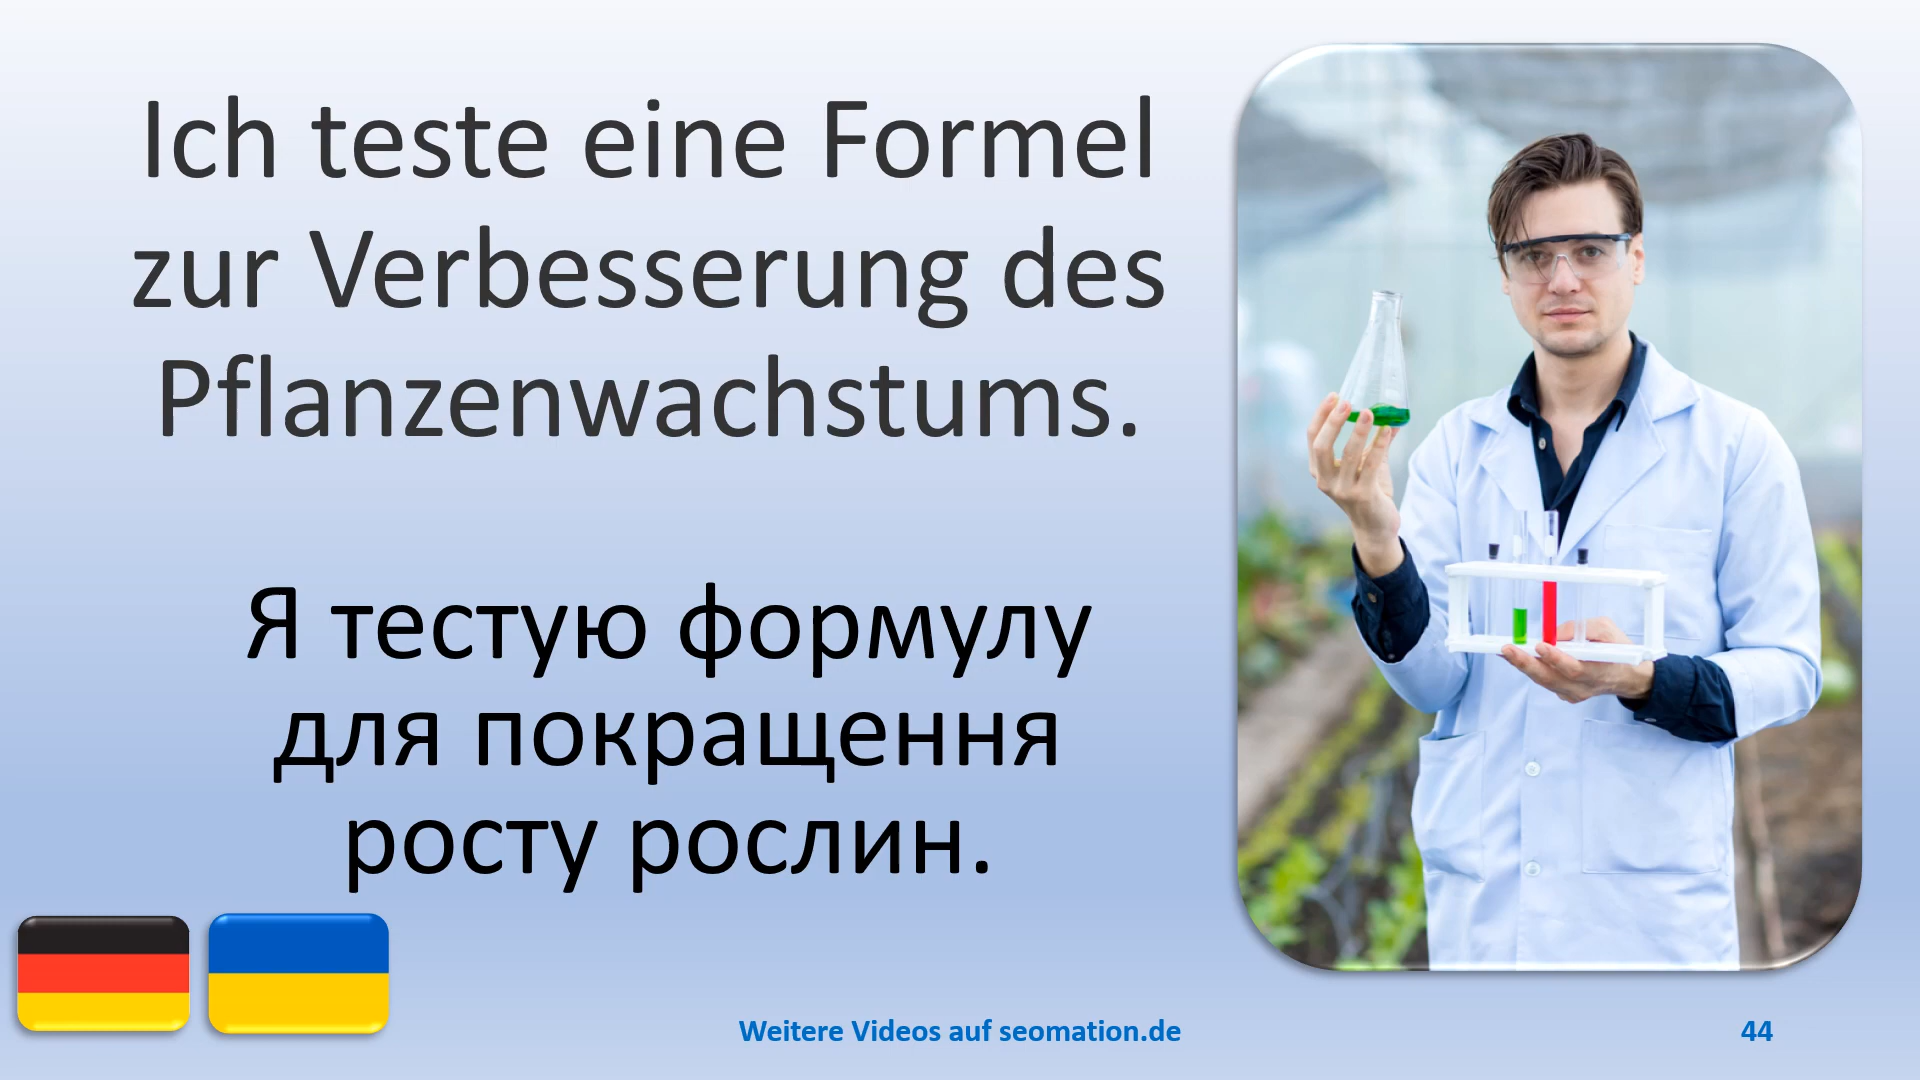 Ich teste eine Formel
zur Verbesserung des
Pflanzenwachstums.
Я тестую формулу
для покращення
росту рослин.
Weitere Videos auf seomation.de
44